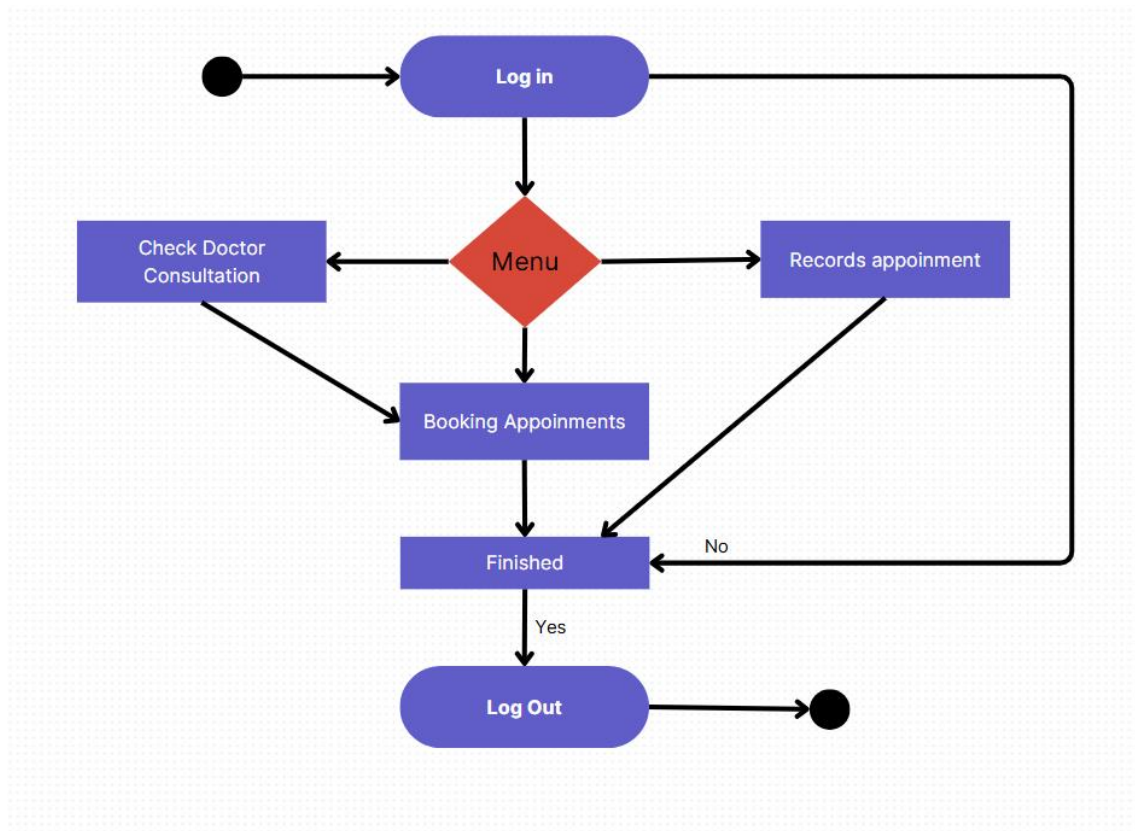 Log in
Check Doctor
Consultation
Menu
Records appoinment
Booking Appoinments
No
Finished
Yes
Log Out